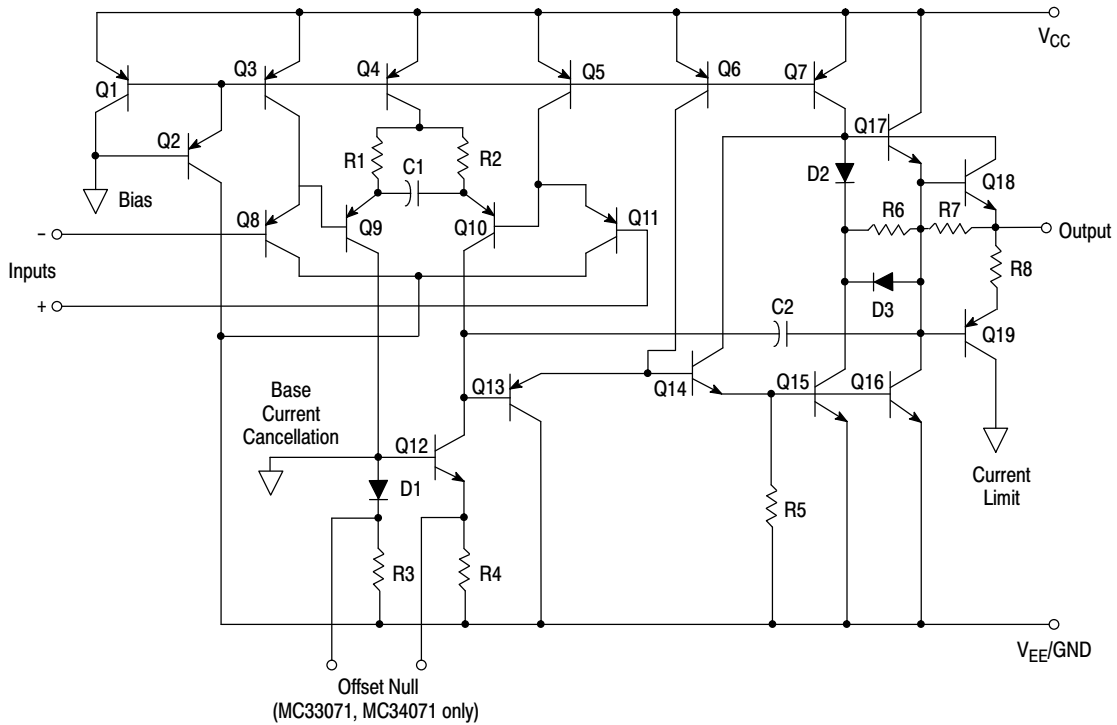 V_CC
Q1
Q3
Q4
Q5
Q6
Q7
Q2
Q17
R1
C1
R2
D2
Q18
Bias
Q8
Q9
Q10
Q11
R6
R7
Output
−
Inputs
+
R8
D3
C2
Q19
Base
Current
Cancellation
Q13
Q14
Q15
Q16
Q12
D1
Current
Limit
R5
R3
R4
V_EE/GND
Offset Null
(MC33071, MC34071 only)